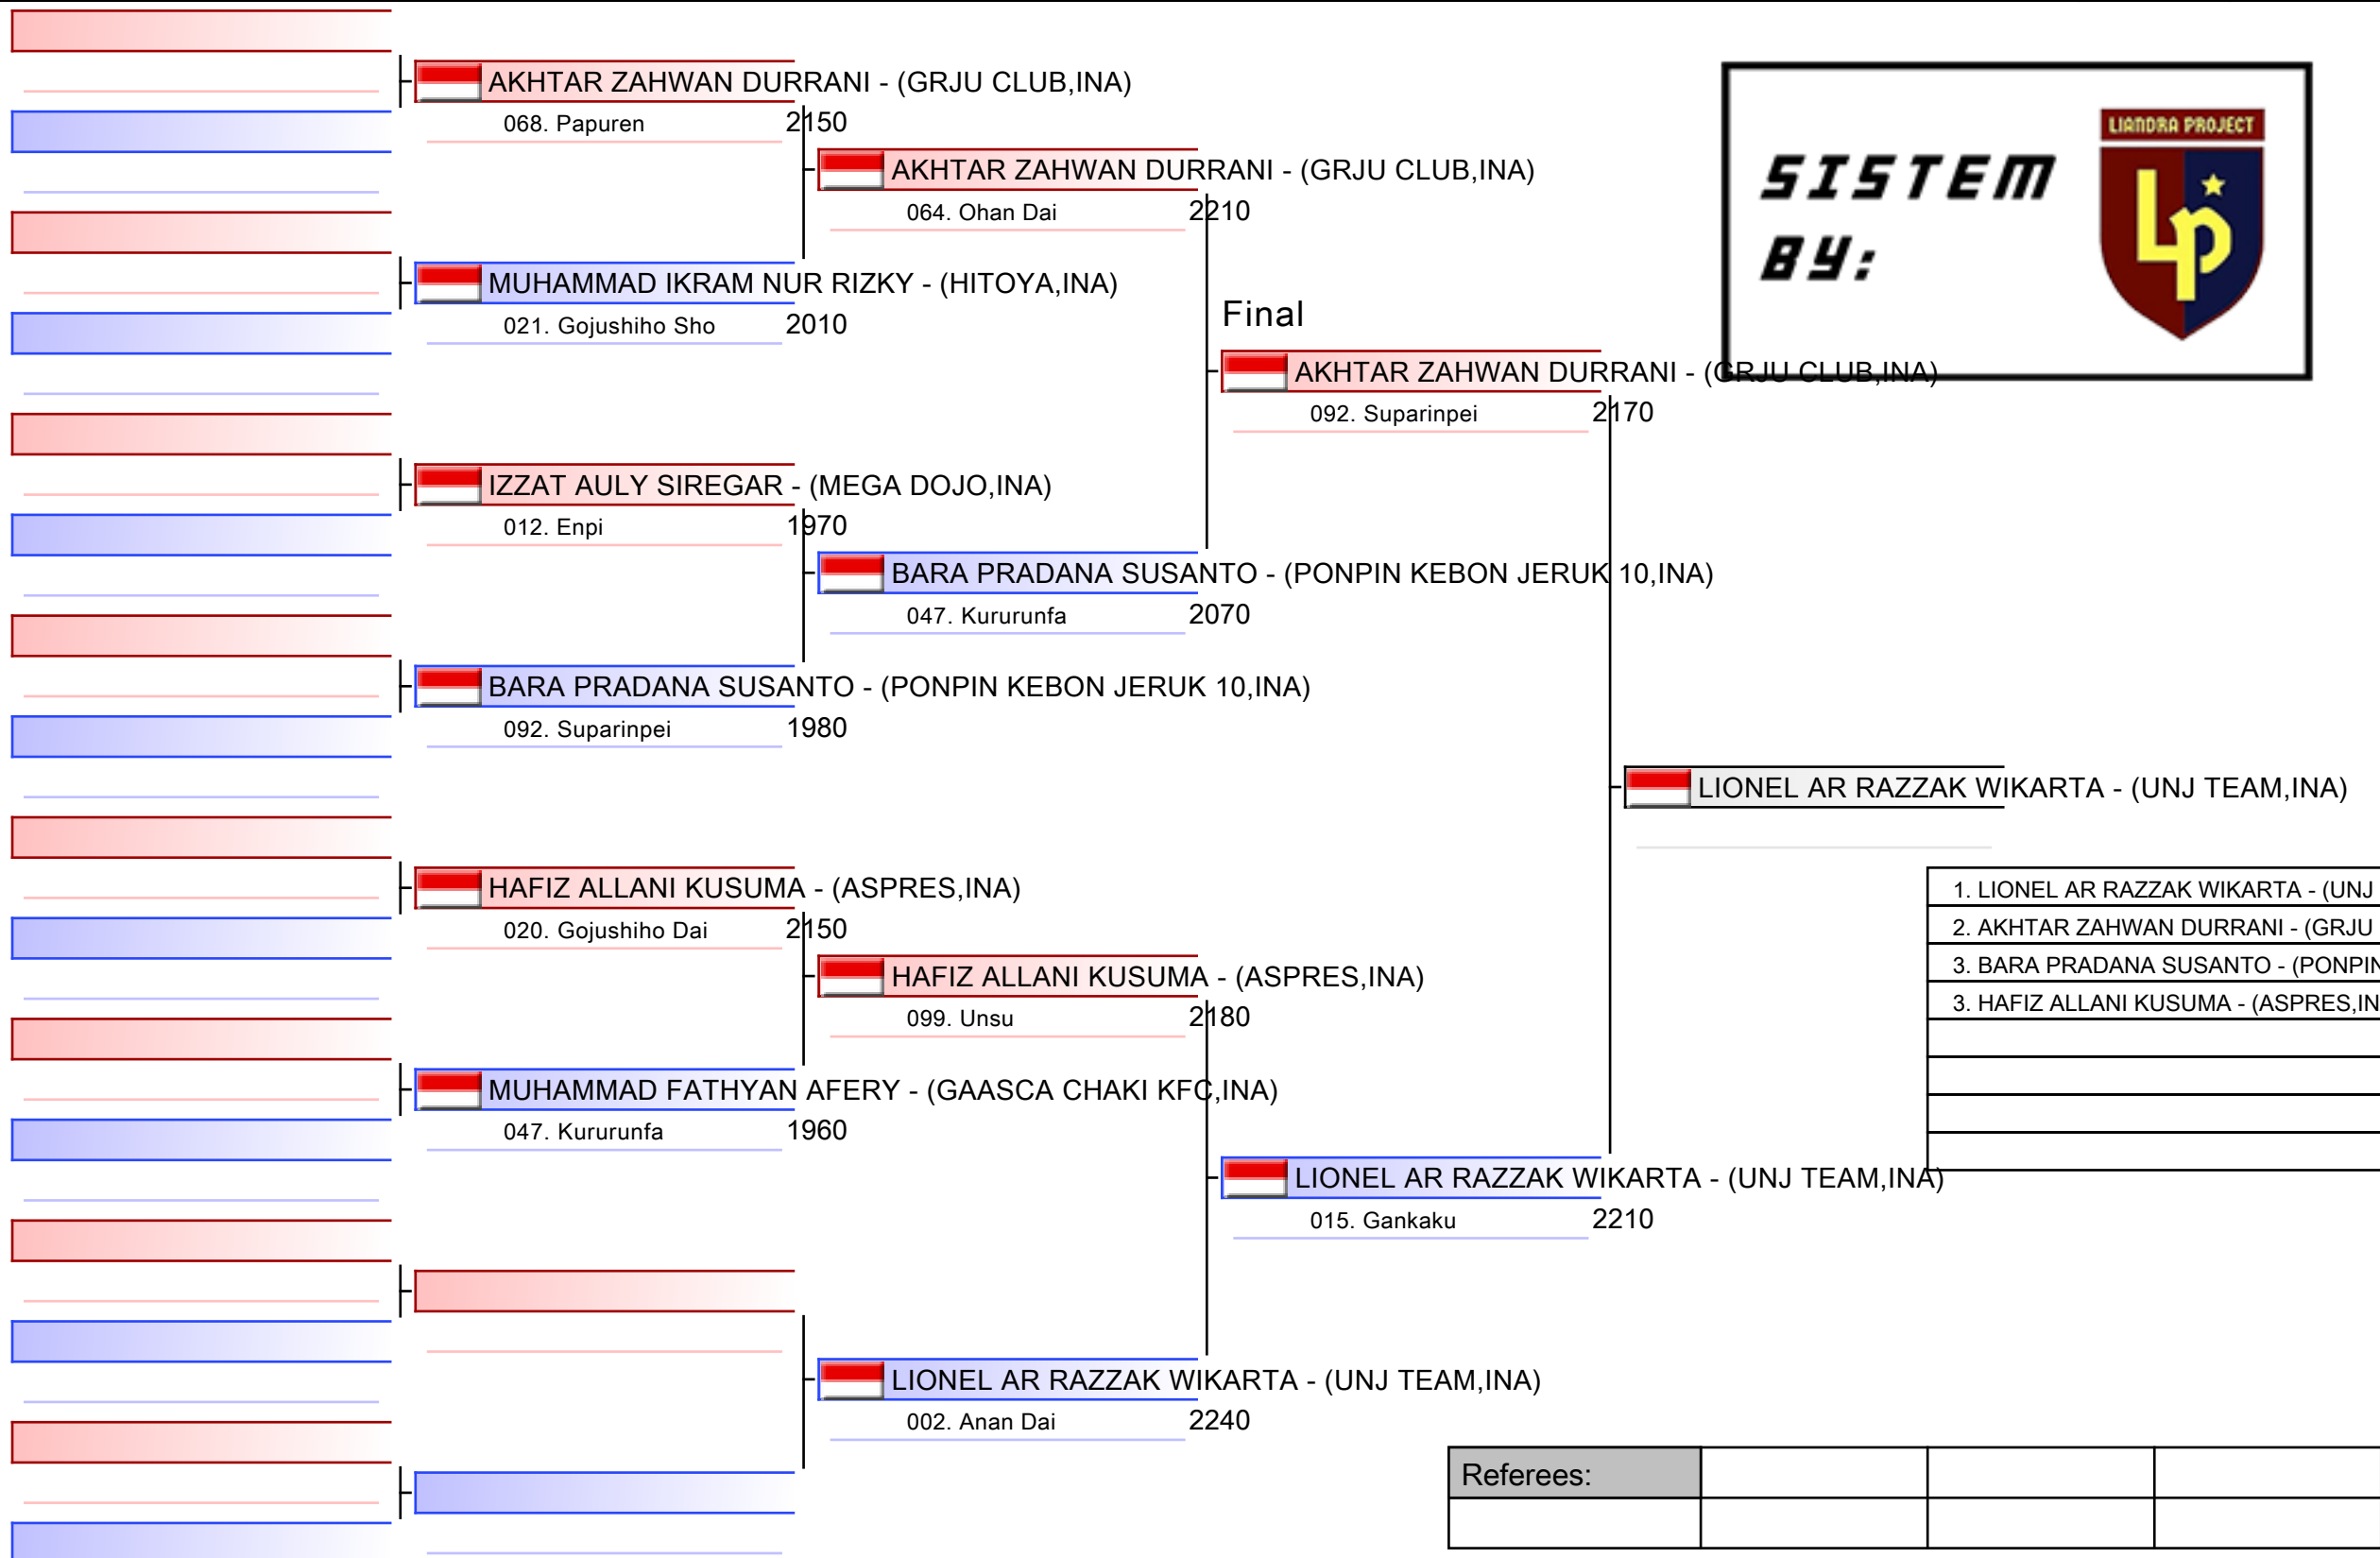 AKHTAR ZAHWAN DURRANI - (GRJU CLUB,INA)
068. Papuren 2150
AKHTAR ZAHWAN DURRANI - (GRJU CLUB,INA)
064. Ohan Dai 2210
MUHAMMAD IKRAM NUR RIZKY - (HITOYA,INA)
021. Gojushiho Sho 2010
Final
AKHTAR ZAHWAN DURRANI - (GRJU CLUB,INA)
092. Suparinpei 2170
SISTEM
BY:
LIANDRA PROJECT
LP
IZZAT AULY SIREGAR - (MEGA DOJO,INA)
012. Enpi 1970
BARA PRADANA SUSANTO - (PONPIN KEBON JERUK 10,INA)
047. Kururunfa 2070
BARA PRADANA SUSANTO - (PONPIN KEBON JERUK 10,INA)
092. Suparinpei 1980
LIONEL AR RAZZAK WIKARTA - (UNJ TEAM,INA)
HAFIZ ALLANI KUSUMA - (ASPRES,INA)
020. Gojushiho Dai 2150
HAFIZ ALLANI KUSUMA - (ASPRES,INA)
099. Unsu 2180
MUHAMMAD FATHYAN AFERY - (GAASCA CHAKI KFC,INA)
047. Kururunfa 1960
LIONEL AR RAZZAK WIKARTA - (UNJ TEAM,INA)
015. Gankaku 2210
LIONEL AR RAZZAK WIKARTA - (UNJ TEAM,INA)
002. Anan Dai 2240
1. LIONEL AR RAZZAK WIKARTA - (UNJ
2. AKHTAR ZAHWAN DURRANI - (GRJU
3. BARA PRADANA SUSANTO - (PONPIN
3. HAFIZ ALLANI KUSUMA - (ASPRES,IN
Referees: